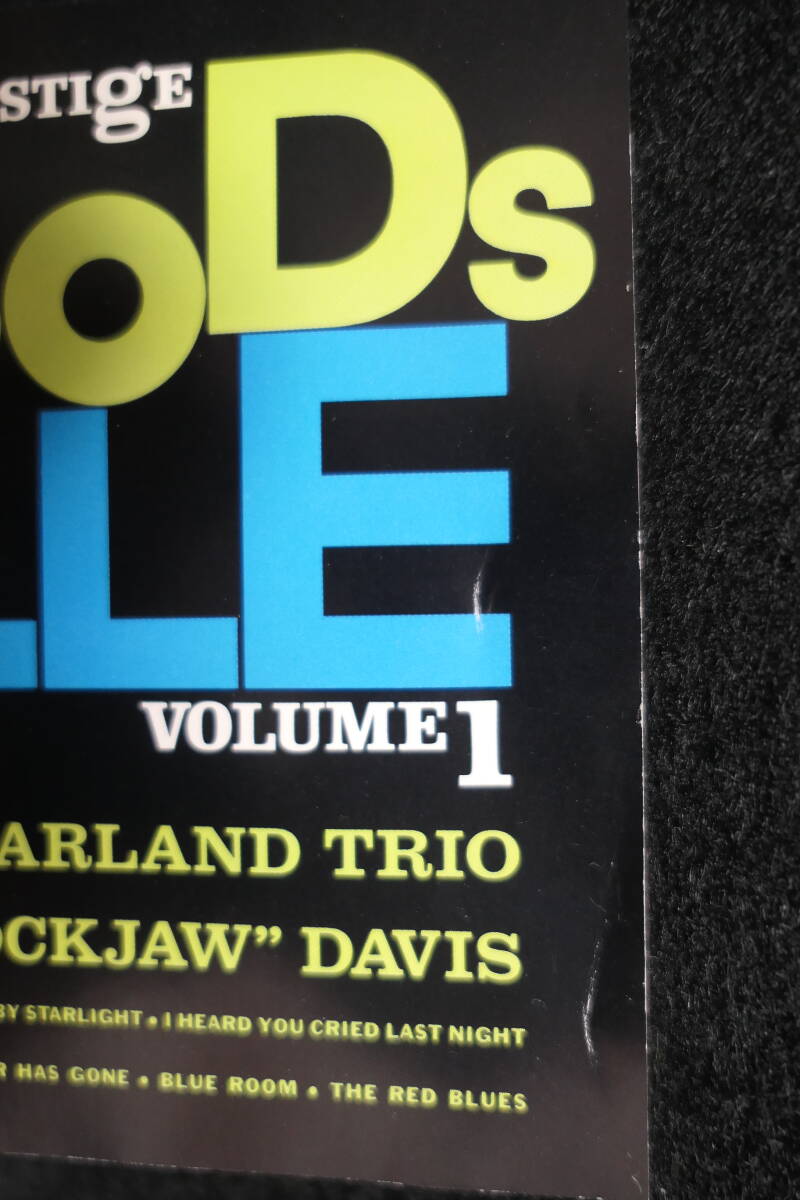 STIgE
oDs
LLE
VOLUME 1
ARLAND TRIO
OCKJAW” DAVIS
BY STARLIGHT • I HEARD YOU CRIED LAST NIGHT
R HAS GONE • BLUE ROOM • THE RED BLUES